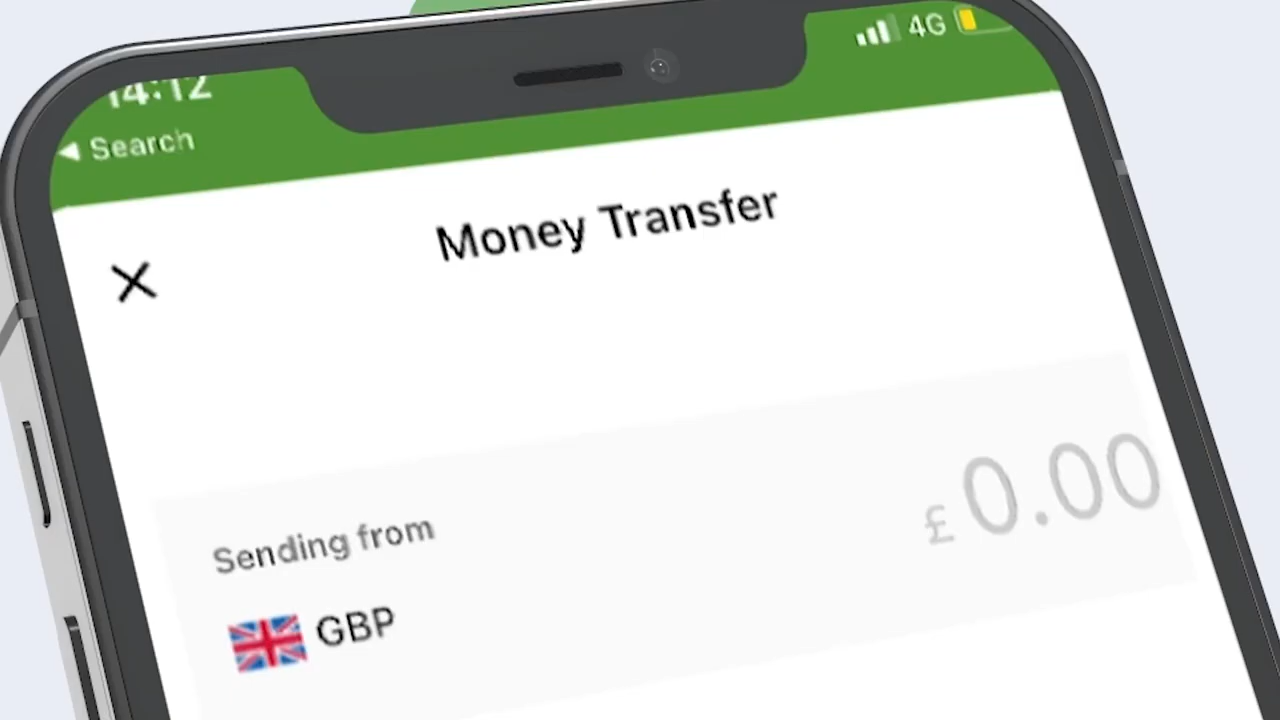 14:12
4G
◀ Search
Money Transfer
£ 0.00
Sending from
GBP